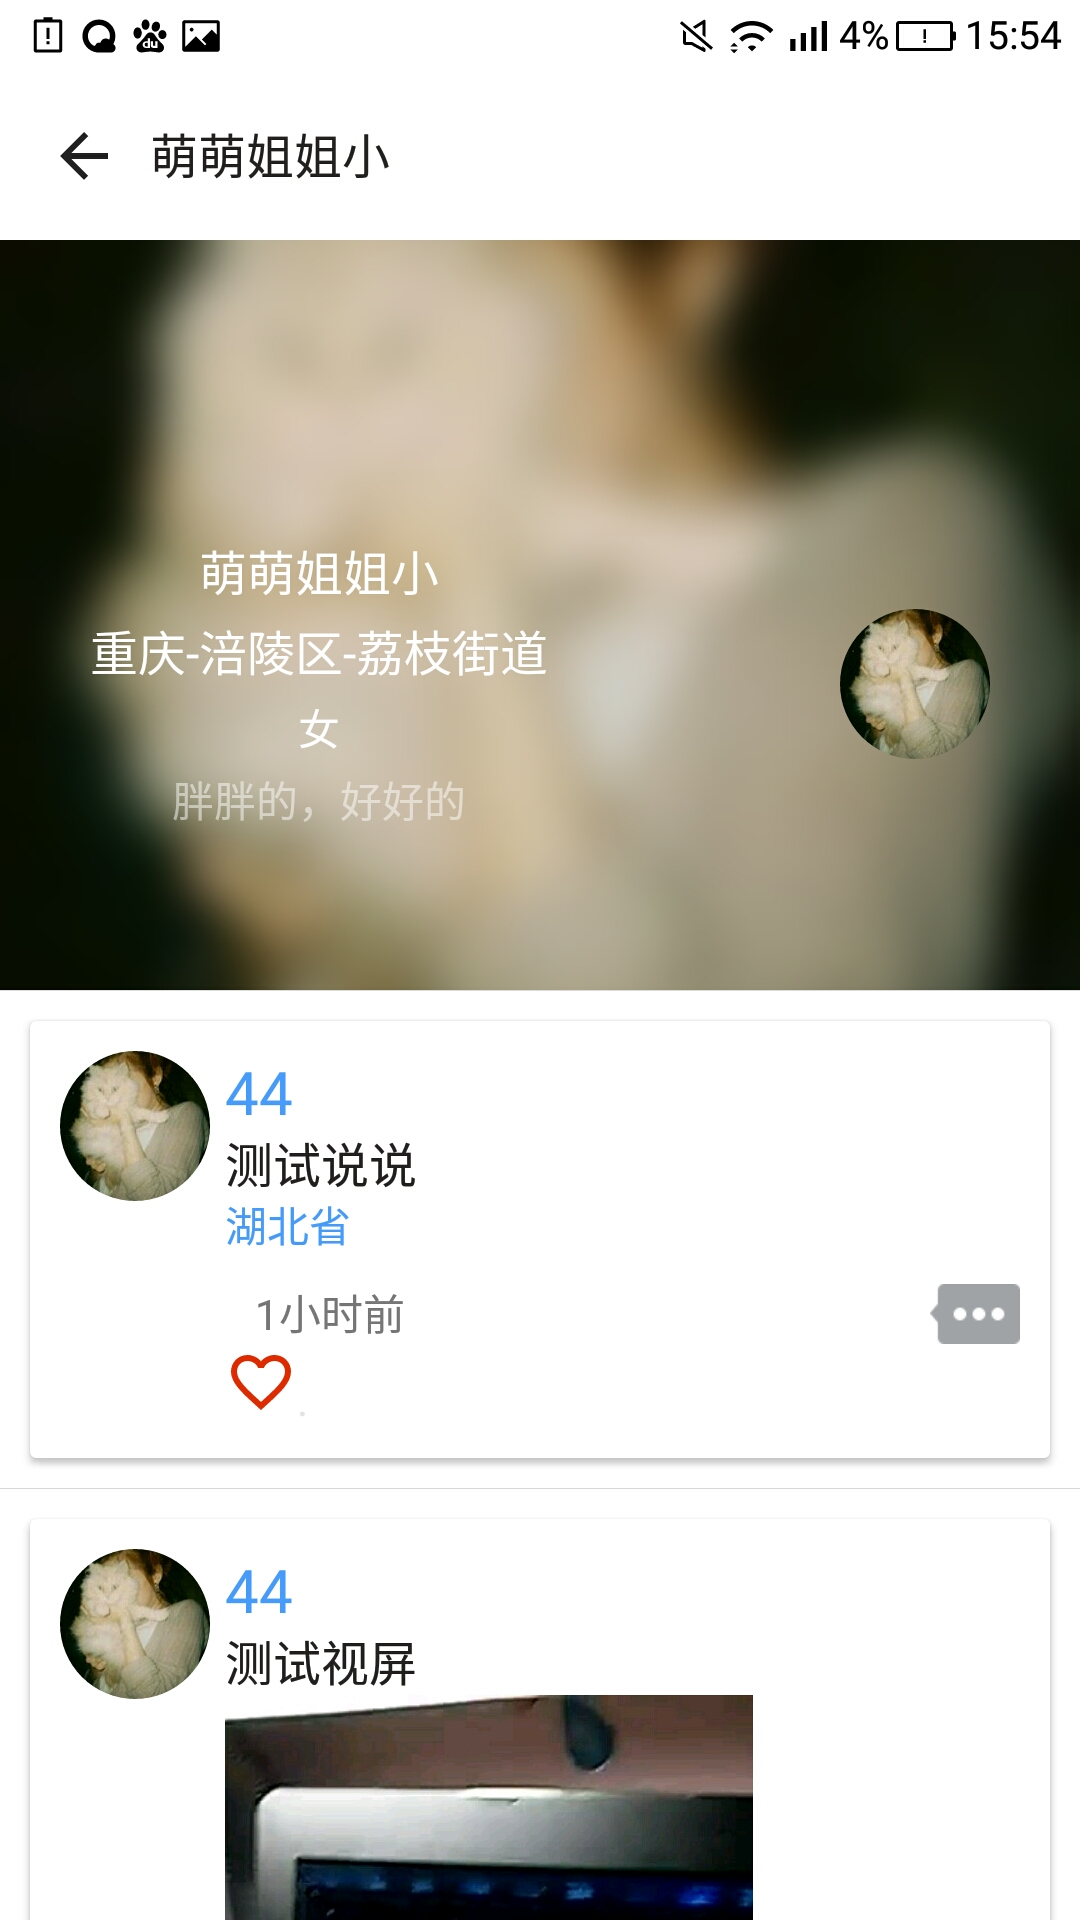 4% 15:54
萌萌姐姐小
萌萌姐姐小
重庆-涪陵区-荔枝街道
女
胖胖的，好好的
44
测试说说
湖北省
1小时前
44
测试视屏